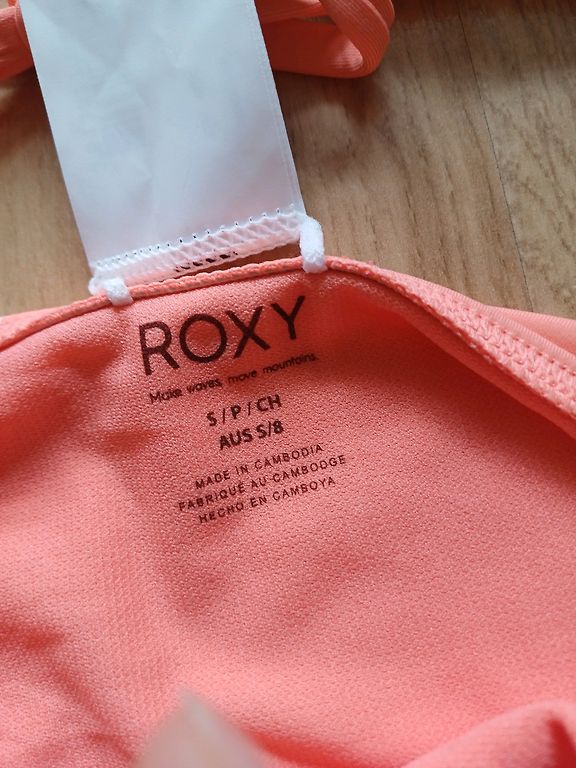 ROXY
Make waves, move mountains.
S / P / CH
AUS S/8
MADE IN CAMBODIA
FABRIQUÉ AU CAMBODGE
HECHO EN CAMBOYA